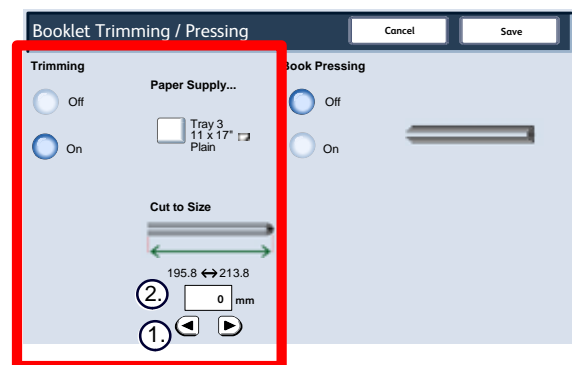 Booklet Trimming / Pressing
Cancel
Save
Trimming
Off
On
Paper Supply...
Tray 3
11 x 17"
Plain
Cut to Size
195.8 ↔ 213.8
2.
0 mm
1.
Book Pressing
Off
On